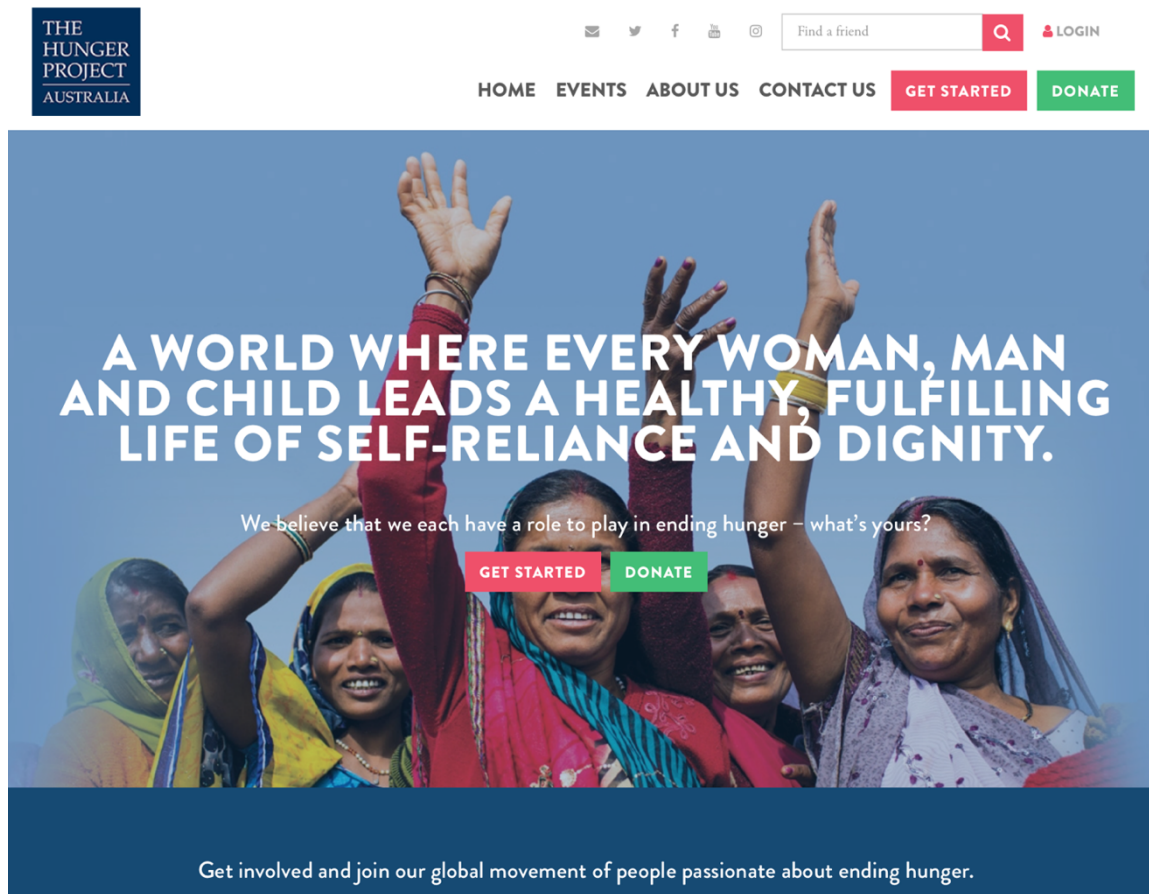 THE
HUNGER
PROJECT
AUSTRALIA
Find a friend
LOGIN
HOME EVENTS ABOUT US CONTACT US GET STARTED DONATE
A WORLD WHERE EVERY WOMAN, MAN
AND CHILD LEADS A HEALTHY, FULFILLING
LIFE OF SELF-RELIANCE AND DIGNITY.
We believe that we each have a role to play in ending hunger – what's yours?
GET STARTED DONATE
Get involved and join our global movement of people passionate about ending hunger.